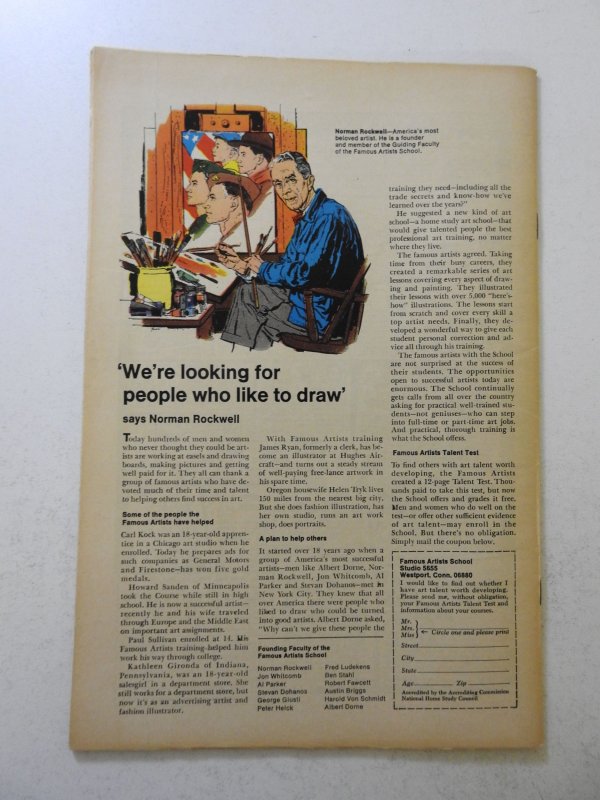 Norman Rockwell—America's most
beloved artist. He is a founder
and member of the Guiding Faculty
of the Famous Artists School.
'We're looking for
people who like to draw'
says Norman Rockwell
Today hundreds of men and women
who never thought they could be art-
ists are working at easels and drawing
boards, making pictures and getting
well paid for it. They all can thank a
group of famous artists who have de-
voted much of their time and talent
to helping others find success in art.
Some of the people the
Famous Artists have helped
Carl Kock was an 18-year-old appren-
tice in a Chicago art studio when he
enrolled. Today he prepares ads for
such companies as General Motors
and Firestone—has won five gold
medals.
Howard Sanden of Minneapolis
took the Course while still in high
school. He is now a successful artist—
recently he and his wife traveled
through Europe and the Middle East
on important art assignments.
Paul Sullivan enrolled at 14. His
Famous Artists training helped him
work his way through college.
Kathleen Gironda of Indiana,
Pennsylvania, was an 18-year-old
salesgirl in a department store. She
still works for a department store, but
now it's as an advertising artist and
fashion illustrator.
With Famous Artists training
James Ryan, formerly a clerk, has be-
come an illustrator at Hughes Air-
craft—and turns out a steady stream
of well-paying free-lance artwork in
his spare time.
Oregon housewife Helen Tryk lives
150 miles from the nearest big city.
But she does fashion illustration, has
her own studio, runs an art work
shop, does portraits.
A plan to help others
It started over 18 years ago when a
group of America's most successful
artists—men like Albert Dorne, Nor-
man Rockwell, Jon Whitcomb, Al
Parker and Stevan Dohanos—met in
New York City. They knew that all
over America there were people who
liked to draw who could be turned
into good artists. Albert Dorne asked,
"Why can't we give these people the
Founding Faculty of the
Famous Artists School
Norman Rockwell
Jon Whitcomb
Al Parker
Stevan Dohanos
George Giusti
Peter Helck
Fred Ludekens
Ben Stahl
Robert Fawcett
Austin Briggs
Harold Von Schmidt
Albert Dorne
training they need—including all the
trade secrets and know-how we've
learned over the years?"
He suggested a new kind of art
school—a home study art school—that
would give talented people the best
professional art training, no matter
where they live.
The famous artists agreed. Taking
time from their busy careers, they
created a remarkable series of art
lessons covering every aspect of draw-
ing and painting. They illustrated
their lessons with over 5,000 "here's-
how" illustrations. The lessons start
from scratch and cover every skill a
top artist needs. Finally, they de-
veloped a wonderful way to give each
student personal correction and ad-
vice all through his training.
The famous artists with the School
are not surprised at the success of
their students. The opportunities
open to successful artists today are
enormous. The School continually
gets calls from all over the country
asking for practical well-trained stu-
dents—not geniuses—who can step
into full-time or part-time art jobs.
And practical, thorough training is
what the School offers.
Famous Artists Talent Test
To find others with art talent worth
developing, the Famous Artists
created a 12-page Talent Test. Thou-
sands paid to take this test, but now
the School offers and grades it free.
Men and women who do well on the
test—or offer other sufficient evidence
of art talent—may enroll in the
School. But there's no obligation.
Simply mail the coupon below.
Famous Artists School
Studio 5655
Westport, Conn. 06880
I would like to find out whether I
have art talent worth developing.
Please send me, without obligation,
your Famous Artists Talent Test and
information about your courses.
Mr.
Mrs.
Miss
Circle one and please print
Street
City
State
Age Zip
Accredited by the Accrediting Commission
National Home Study Council